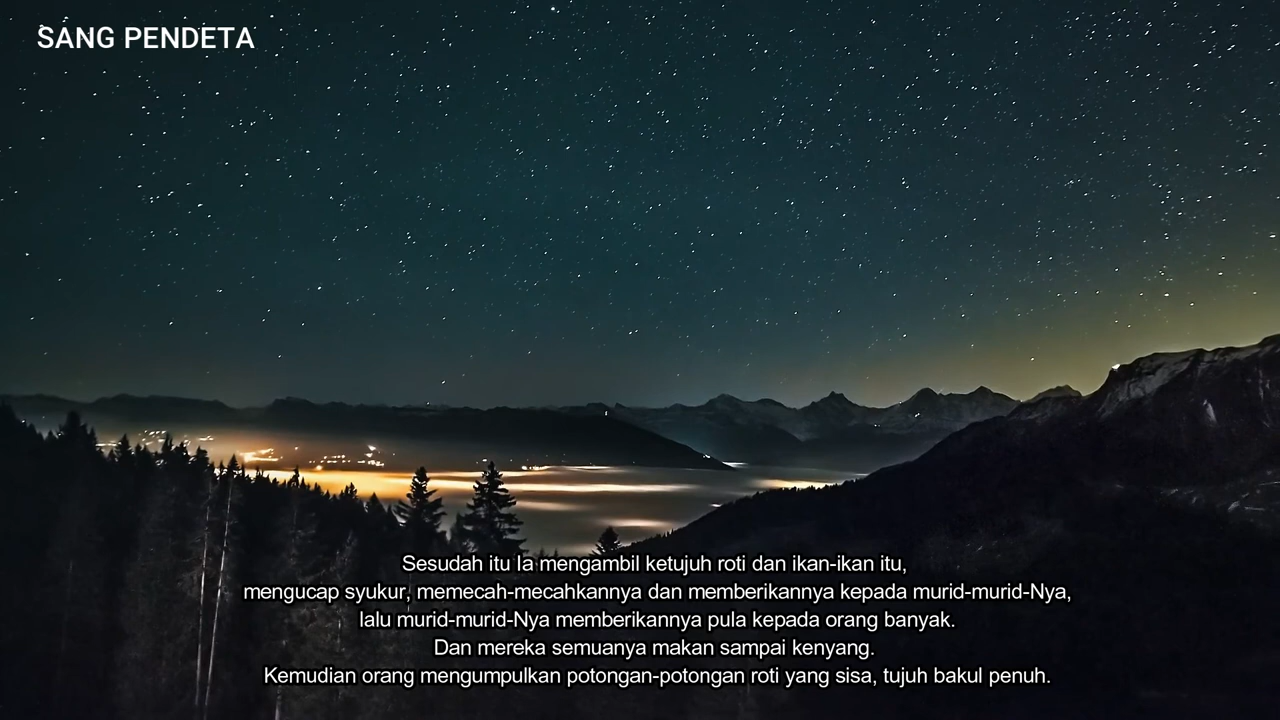 SANG PENDETA
Sesudah itu Ia mengambil ketujuh roti dan ikan-ikan itu,
mengucap syukur, memecah-mecahkannya dan memberikannya kepada murid-murid-Nya,
lalu murid-murid-Nya memberikannya pula kepada orang banyak.
Dan mereka semuanya makan sampai kenyang.
Kemudian orang mengumpulkan potongan-potongan roti yang sisa, tujuh bakul penuh.